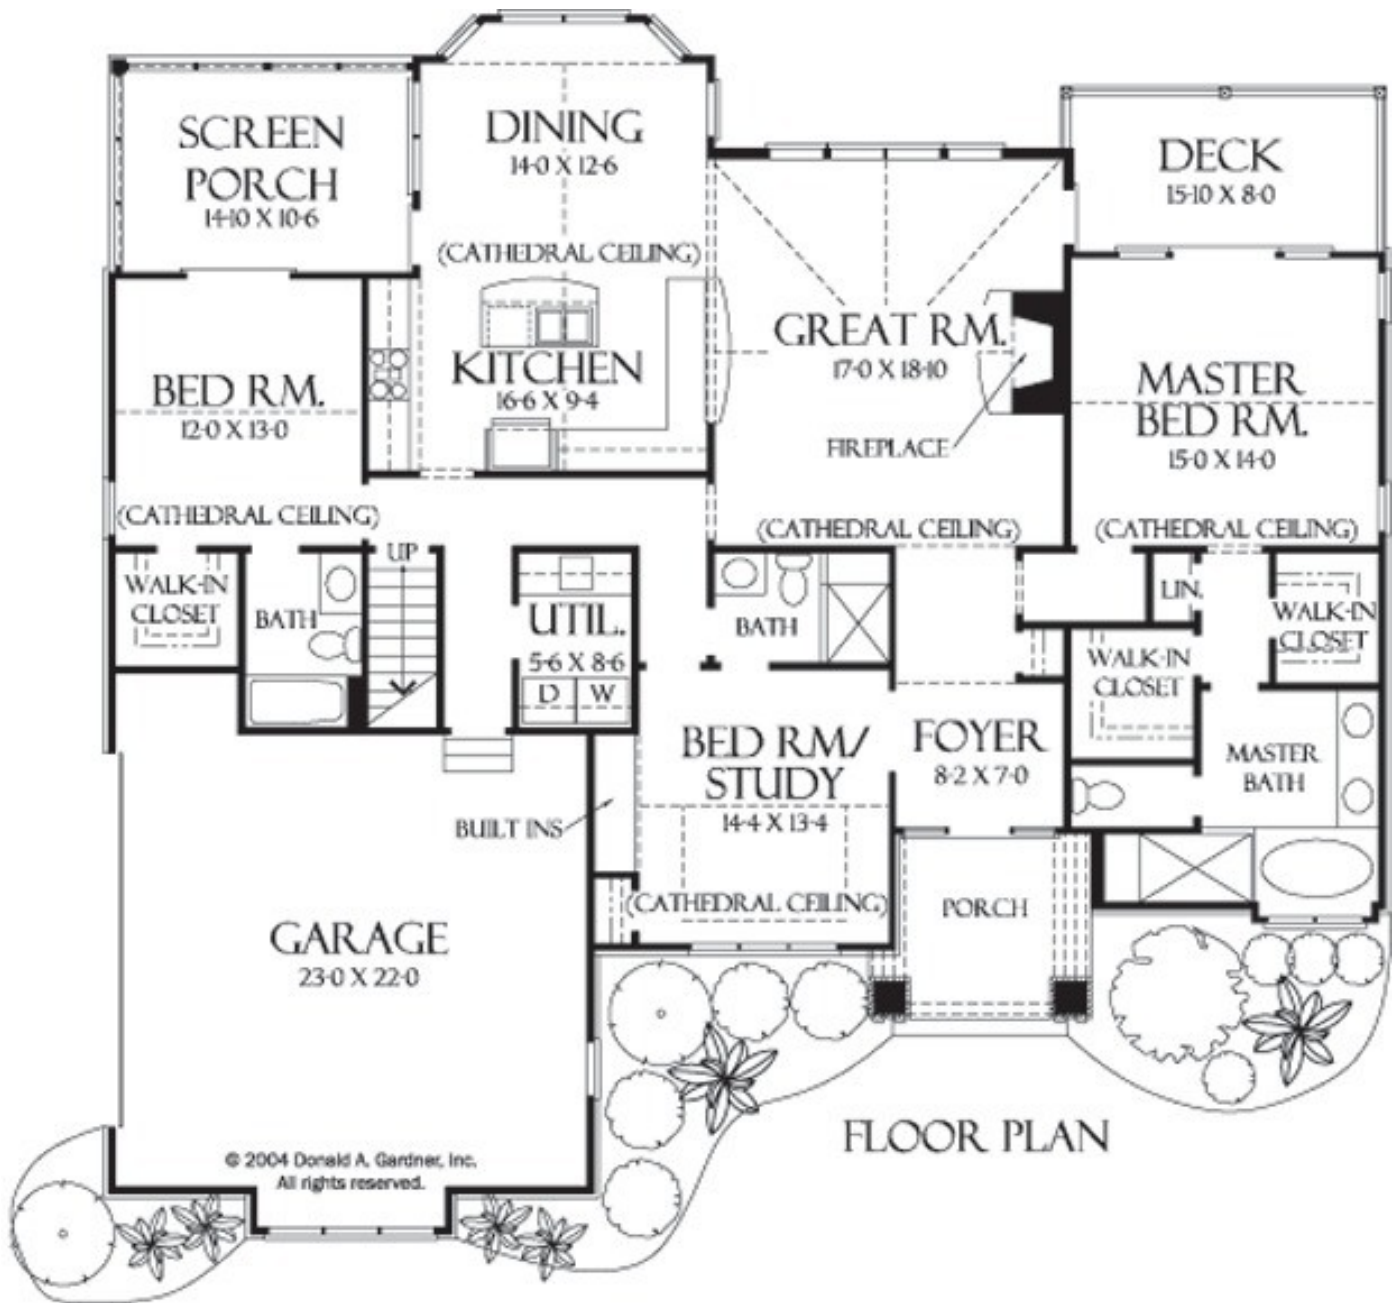 SCREEN
PORCH
14-10 X 10-6
DINING
14-0 X 12-6
(CATHEDRAL CEILING)
DECK
15-10 X 8-0
GREAT RM.
17-0 X 18-10
FIREPLACE
(CATHEDRAL CEILING)
KITCHEN
16-6 X 9-4
BED RM.
12-0 X 13-0
(CATHEDRAL CEILING)
MASTER
BED RM.
15-0 X 14-0
(CATHEDRAL CEILING)
UP
WALK-IN
CLOSET
BATH
UTIL.
5-6 X 8-6
D
W
BATH
LIN.
WALK-IN
CLOSET
WALK-IN
CLOSET
BED RM/
STUDY
14-4 X 13-4
(CATHEDRAL CEILING)
FOYER
8-2 X 7-0
MASTER
BATH
BUILT INS
PORCH
GARAGE
23-0 X 22-0
FLOOR PLAN
© 2004 Donald A. Gardner, Inc.
All rights reserved.